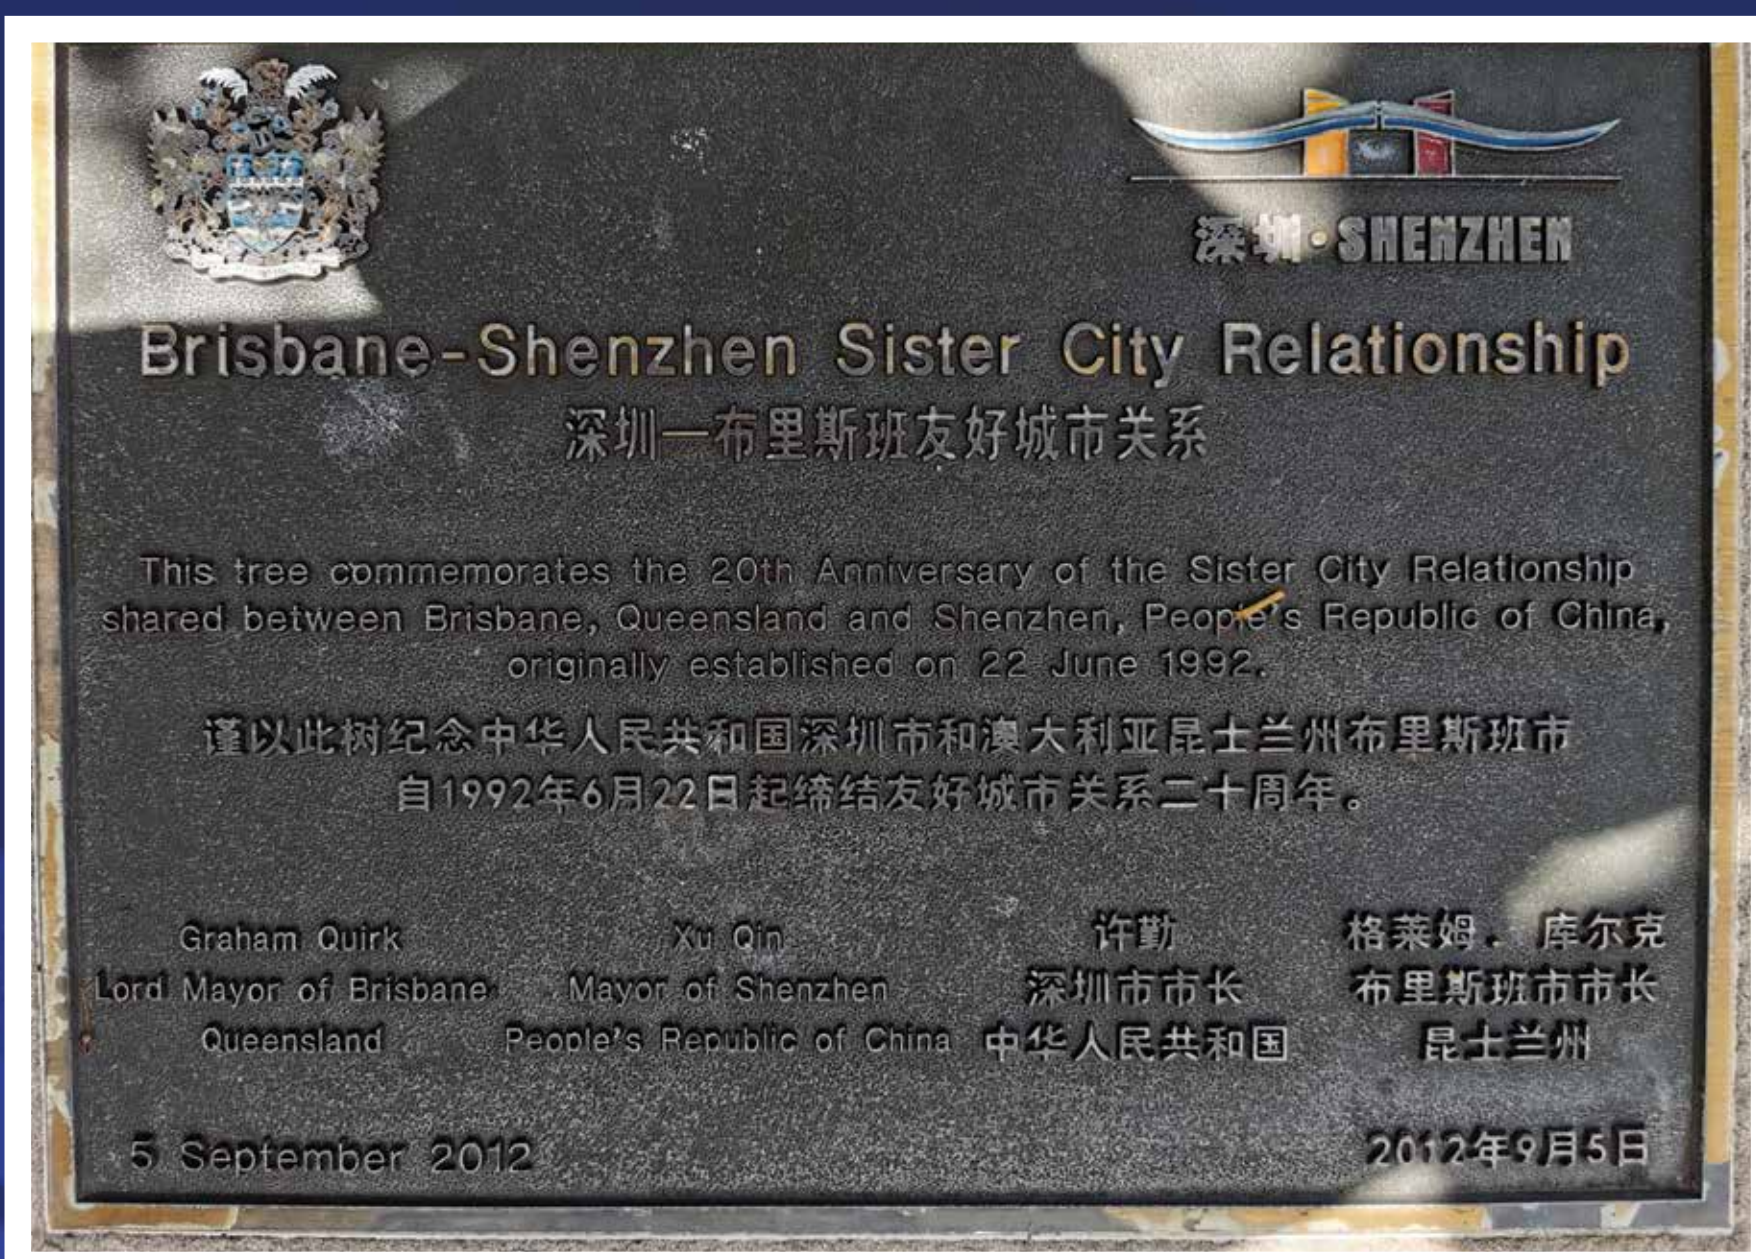 深圳·SHENZHEN
Brisbane-Shenzhen Sister City Relationship
深圳—布里斯班友好城市关系
This tree commemorates the 20th Anniversary of the Sister City Relationship
shared between Brisbane, Queensland and Shenzhen, People's Republic of China,
originally established on 22 June 1992.
谨以此树纪念中华人民共和国深圳市和澳大利亚昆士兰州布里斯班市
自1992年6月22日起缔结友好城市关系二十周年。
Graham Quirk
Lord Mayor of Brisbane
Queensland
Xu Qin
Mayor of Shenzhen
People's Republic of China
许勤
深圳市市长
中华人民共和国
格莱姆．库尔克
布里斯班市市长
昆士兰州
5 September 2012
2012年9月5日